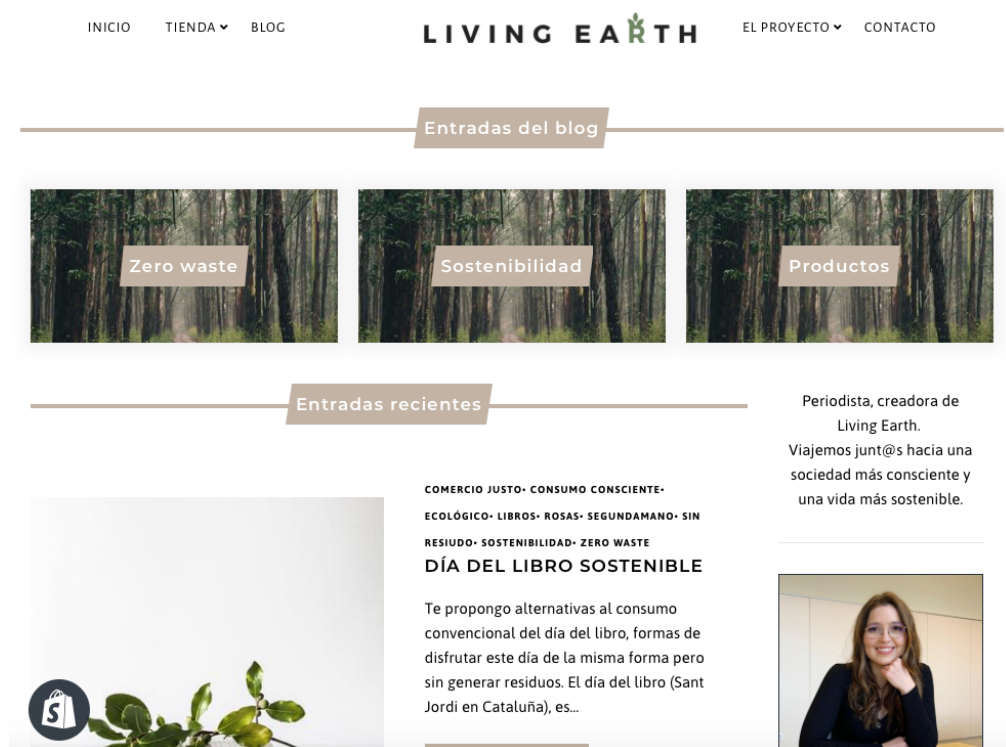 INICIO TIENDA BLOG LIVING EARTH EL PROYECTO CONTACTO
Entradas del blog
Zero waste Sostenibilidad Productos
Entradas recientes
COMERCIO JUSTO• CONSUMO CONSCIENTE•
ECOLÓGICO• LIBROS• ROSAS• SEGUNDAMANO• SIN
RESIUDO• SOSTENIBILIDAD• ZERO WASTE
DÍA DEL LIBRO SOSTENIBLE
Te propongo alternativas al consumo
convencional del día del libro, formas de
disfrutar este día de la misma forma pero
sin generar residuos. El día del libro (Sant
Jordi en Cataluña), es...
Periodista, creadora de
Living Earth.
Viajemos junt@s hacia una
sociedad más consciente y
una vida más sostenible.